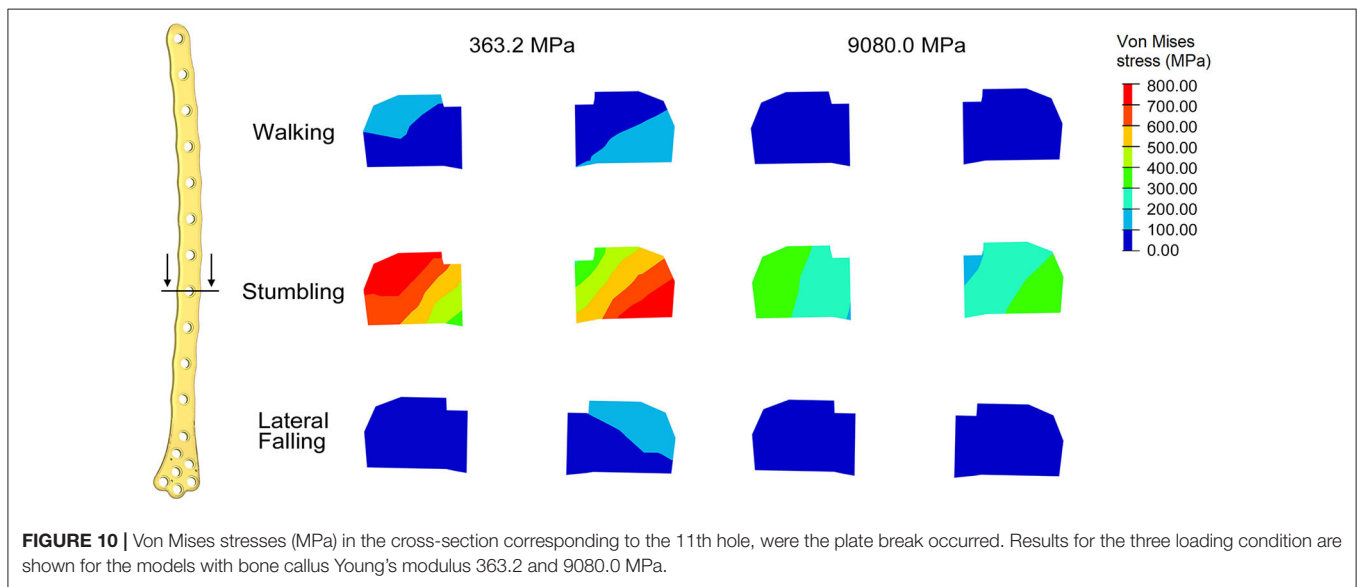 363.2 MPa
9080.0 MPa
Von Mises
stress (MPa)
800.00
700.00
600.00
500.00
400.00
300.00
200.00
100.00
0.00
Walking
Stumbling
Lateral
Falling
FIGURE 10 | Von Mises stresses (MPa) in the cross-section corresponding to the 11th hole, were the plate break occurred. Results for the three loading condition are
shown for the models with bone callus Young's modulus 363.2 and 9080.0 MPa.